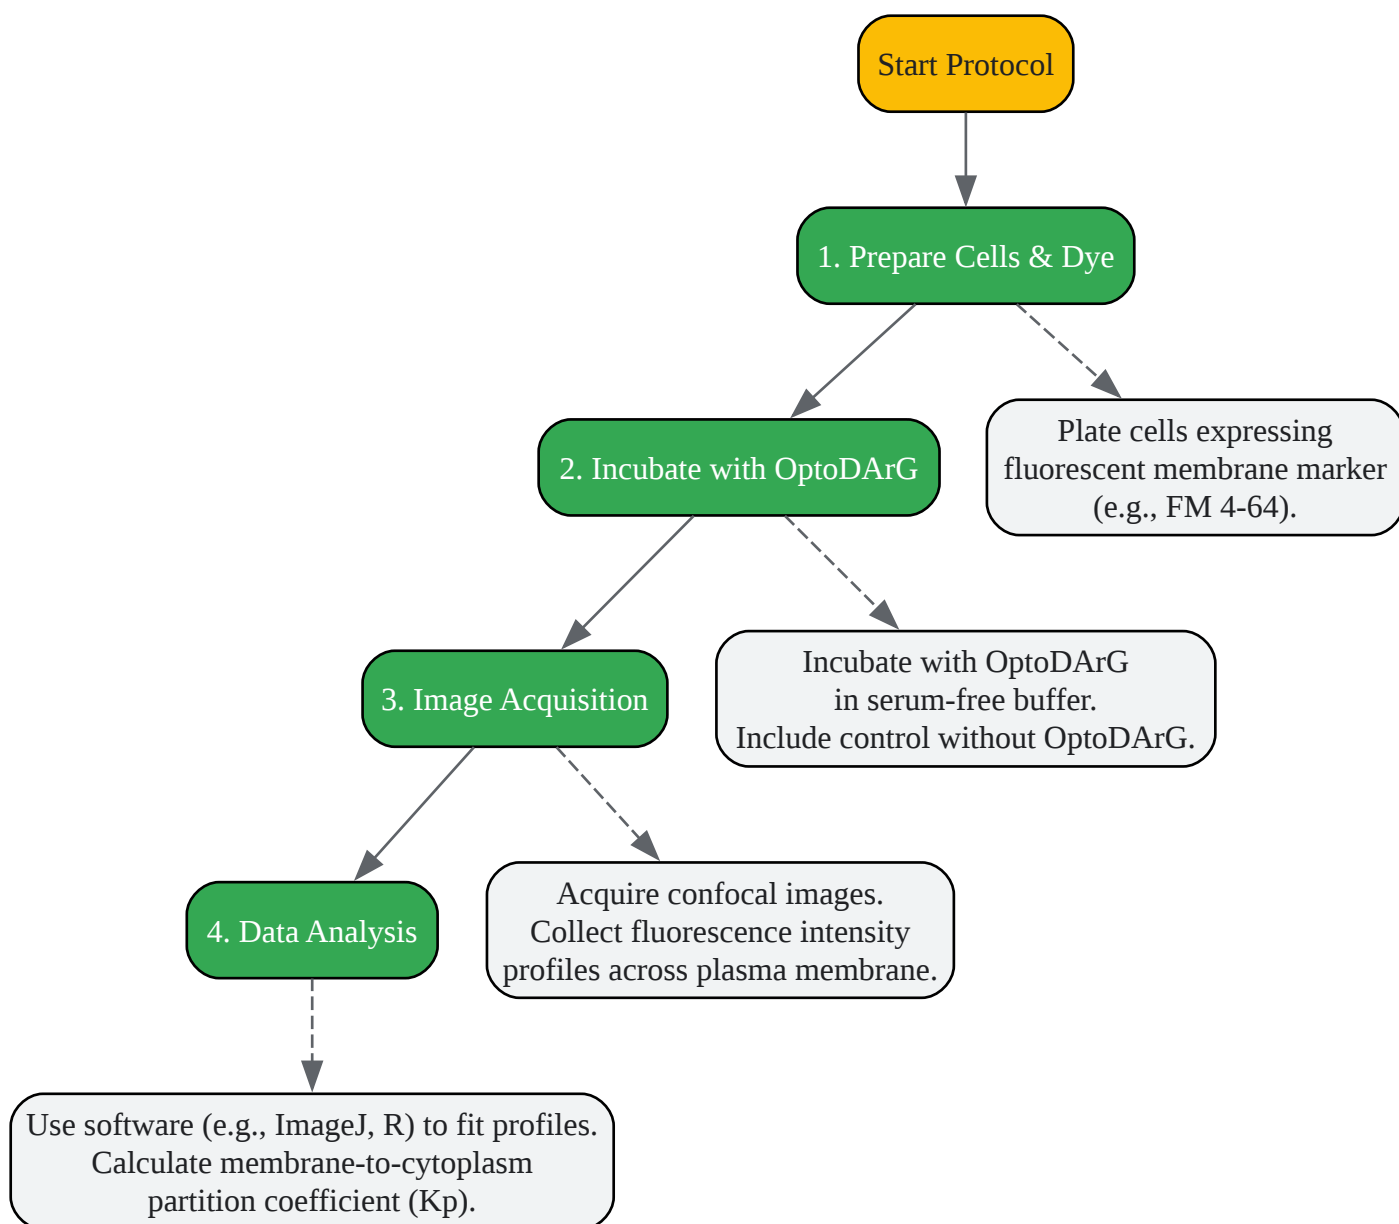 Start Protocol
1. Prepare Cells & Dye
Plate cells expressing
fluorescent membrane marker
(e.g., FM 4-64).
2. Incubate with OptoDArG
Incubate with OptoDArG
in serum-free buffer.
Include control without OptoDArG.
3. Image Acquisition
Acquire confocal images.
Collect fluorescence intensity
profiles across plasma membrane.
4. Data Analysis
Use software (e.g., ImageJ, R) to fit profiles.
Calculate membrane-to-cytoplasm
partition coefficient (Kp).